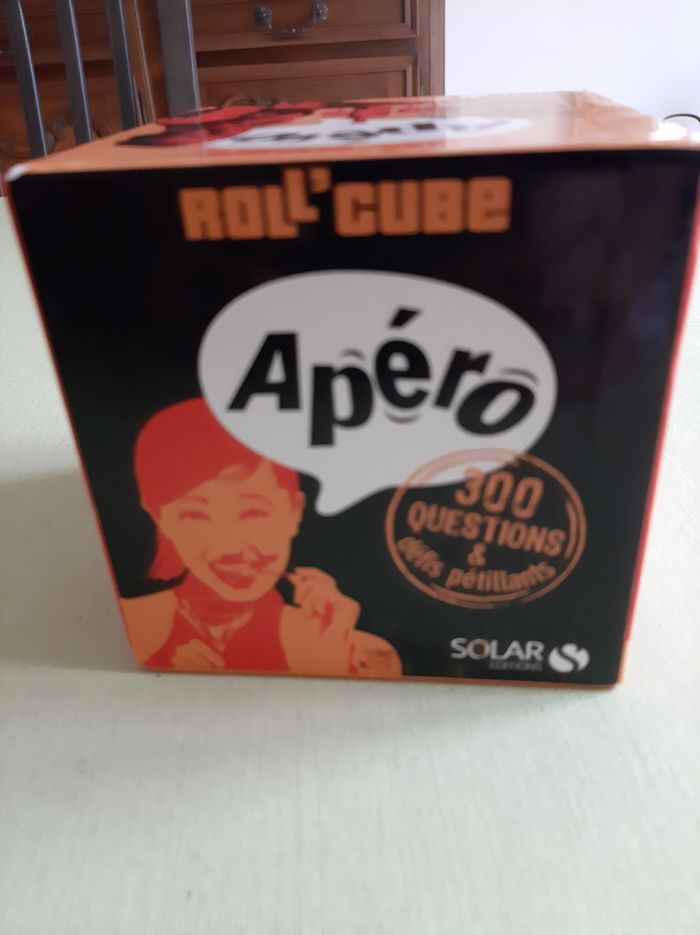 ROLL'CUBE
Apéro
300
QUESTIONS
&
défis pétillants
SOLAR
EDITIONS